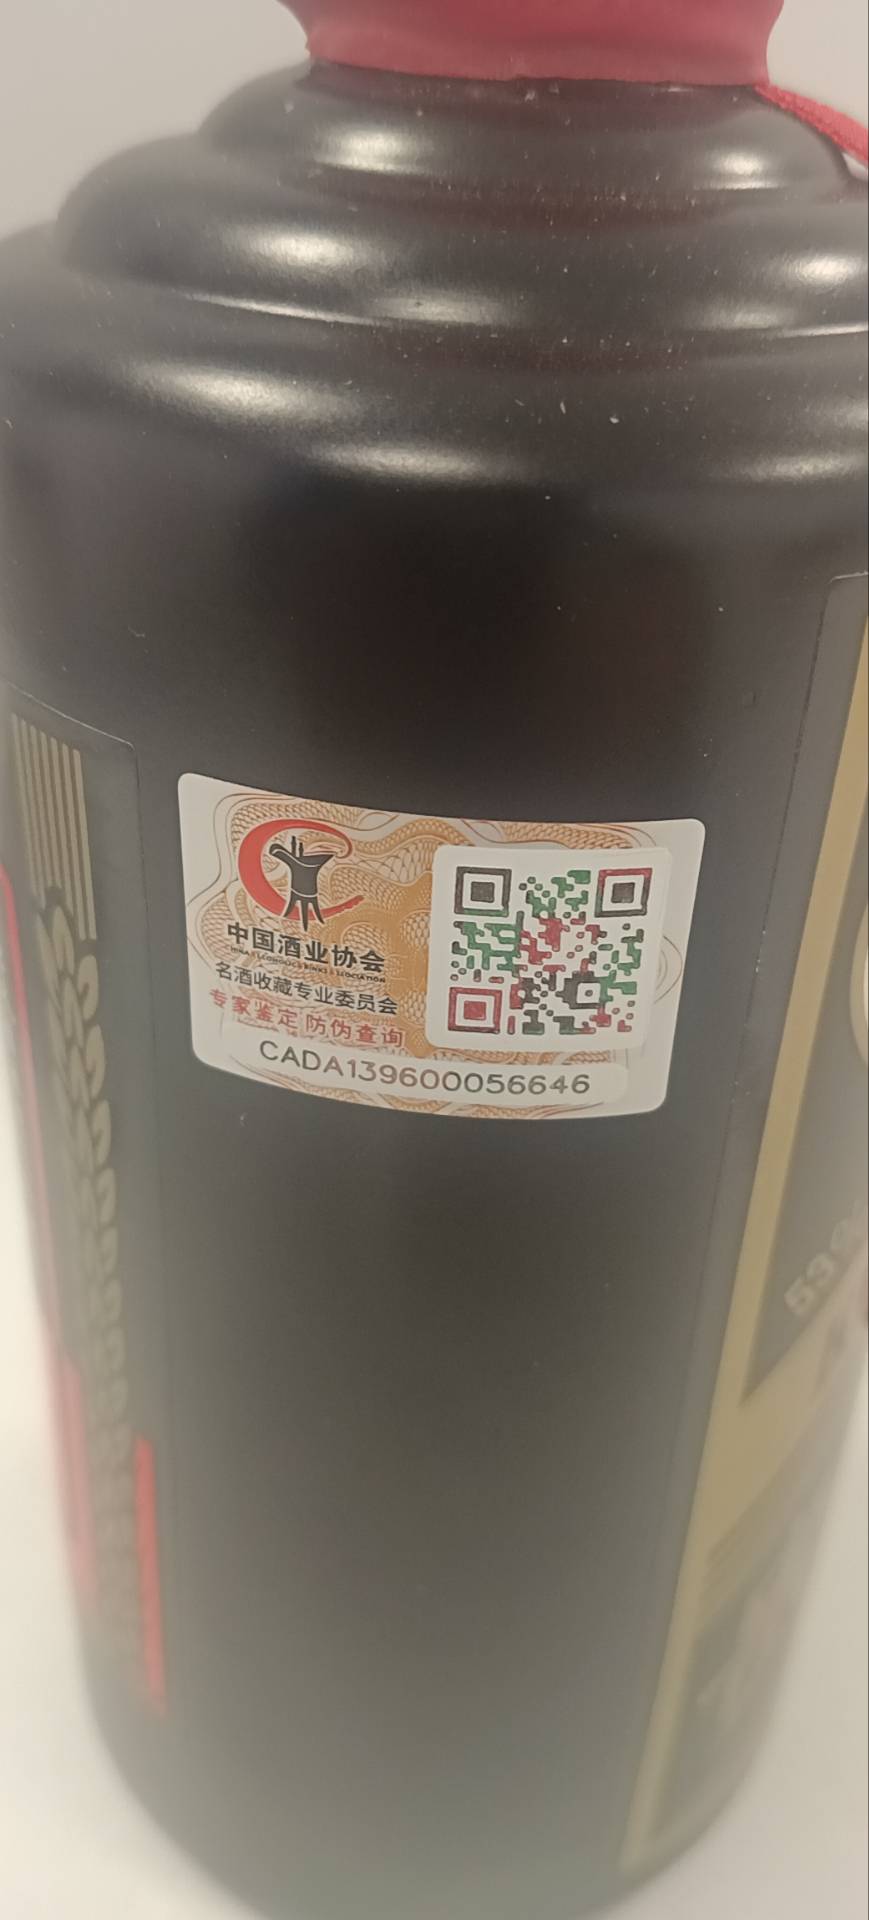 中国酒业协会
名酒收藏专业委员会
专家鉴定 防伪查询
CADA139600056646
53%